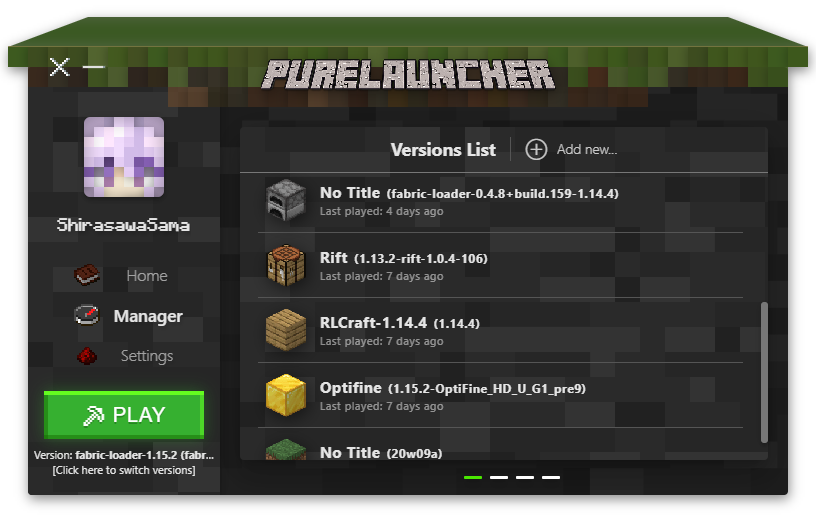 PURELAUNCHER
ShirasawaSama
Home
Manager
Settings
PLAY
Version: fabric-loader-1.15.2 (fabr...
[Click here to switch versions]
Versions List
Add new...
No Title (fabric-loader-0.4.8+build.159-1.14.4)
Last played: 4 days ago
Rift (1.13.2-rift-1.0.4-106)
Last played: 7 days ago
RLCraft-1.14.4 (1.14.4)
Last played: 7 days ago
Optifine (1.15.2-OptiFine_HD_U_G1_pre9)
Last played: 7 days ago
No Title (20w09a)